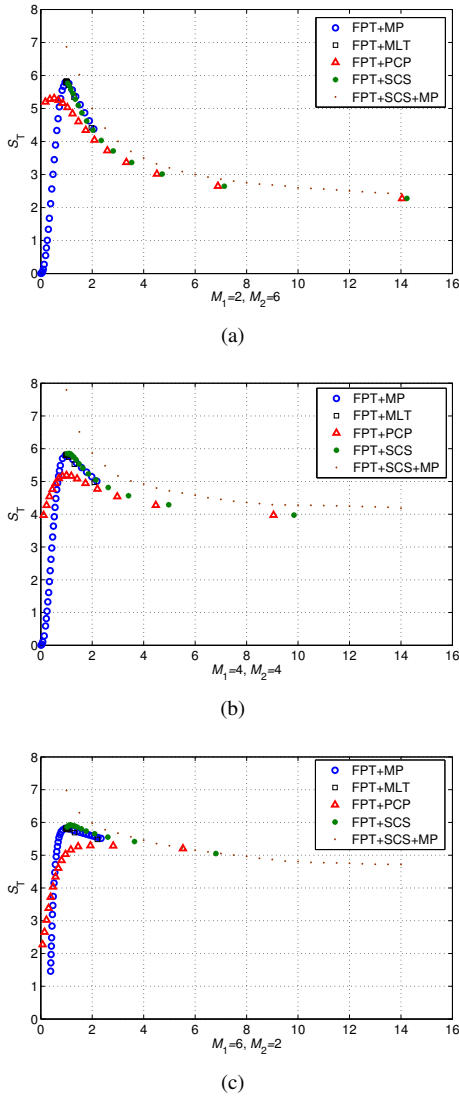 8
7
6
5
4
3
2
1
0
S_T
FPT+MP
FPT+MLT
FPT+PCP
FPT+SCS
FPT+SCS+MP
0 2 4 6 8 10 12 14 16
M_1=2, M_2=6
(a)
8
7
6
5
4
3
2
1
0
S_T
FPT+MP
FPT+MLT
FPT+PCP
FPT+SCS
FPT+SCS+MP
0 2 4 6 8 10 12 14 16
M_1=4, M_2=4
(b)
8
7
6
5
4
3
2
1
0
S_T
FPT+MP
FPT+MLT
FPT+PCP
FPT+SCS
FPT+SCS+MP
0 2 4 6 8 10 12 14 16
M_1=6, M_2=2
(c)